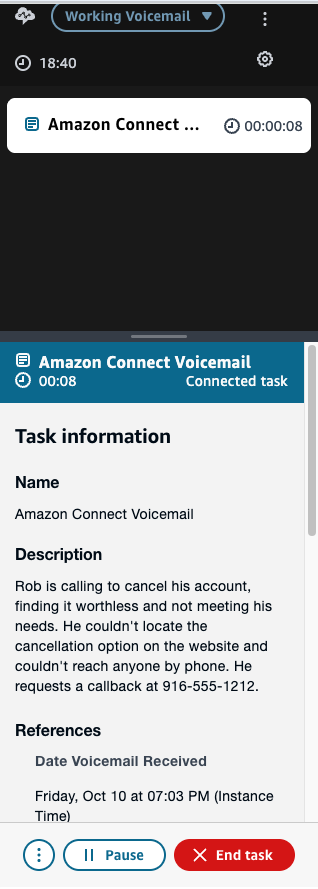 Working Voicemail
18:40
Amazon Connect ...
00:00:08
Amazon Connect Voicemail
00:08
Connected task
Task information
Name
Amazon Connect Voicemail
Description
Rob is calling to cancel his account,
finding it worthless and not meeting his
needs. He couldn't locate the
cancellation option on the website and
couldn't reach anyone by phone. He
requests a callback at 916-555-1212.
References
Date Voicemail Received
Friday, Oct 10 at 07:03 PM (Instance
Time)
Pause
End task